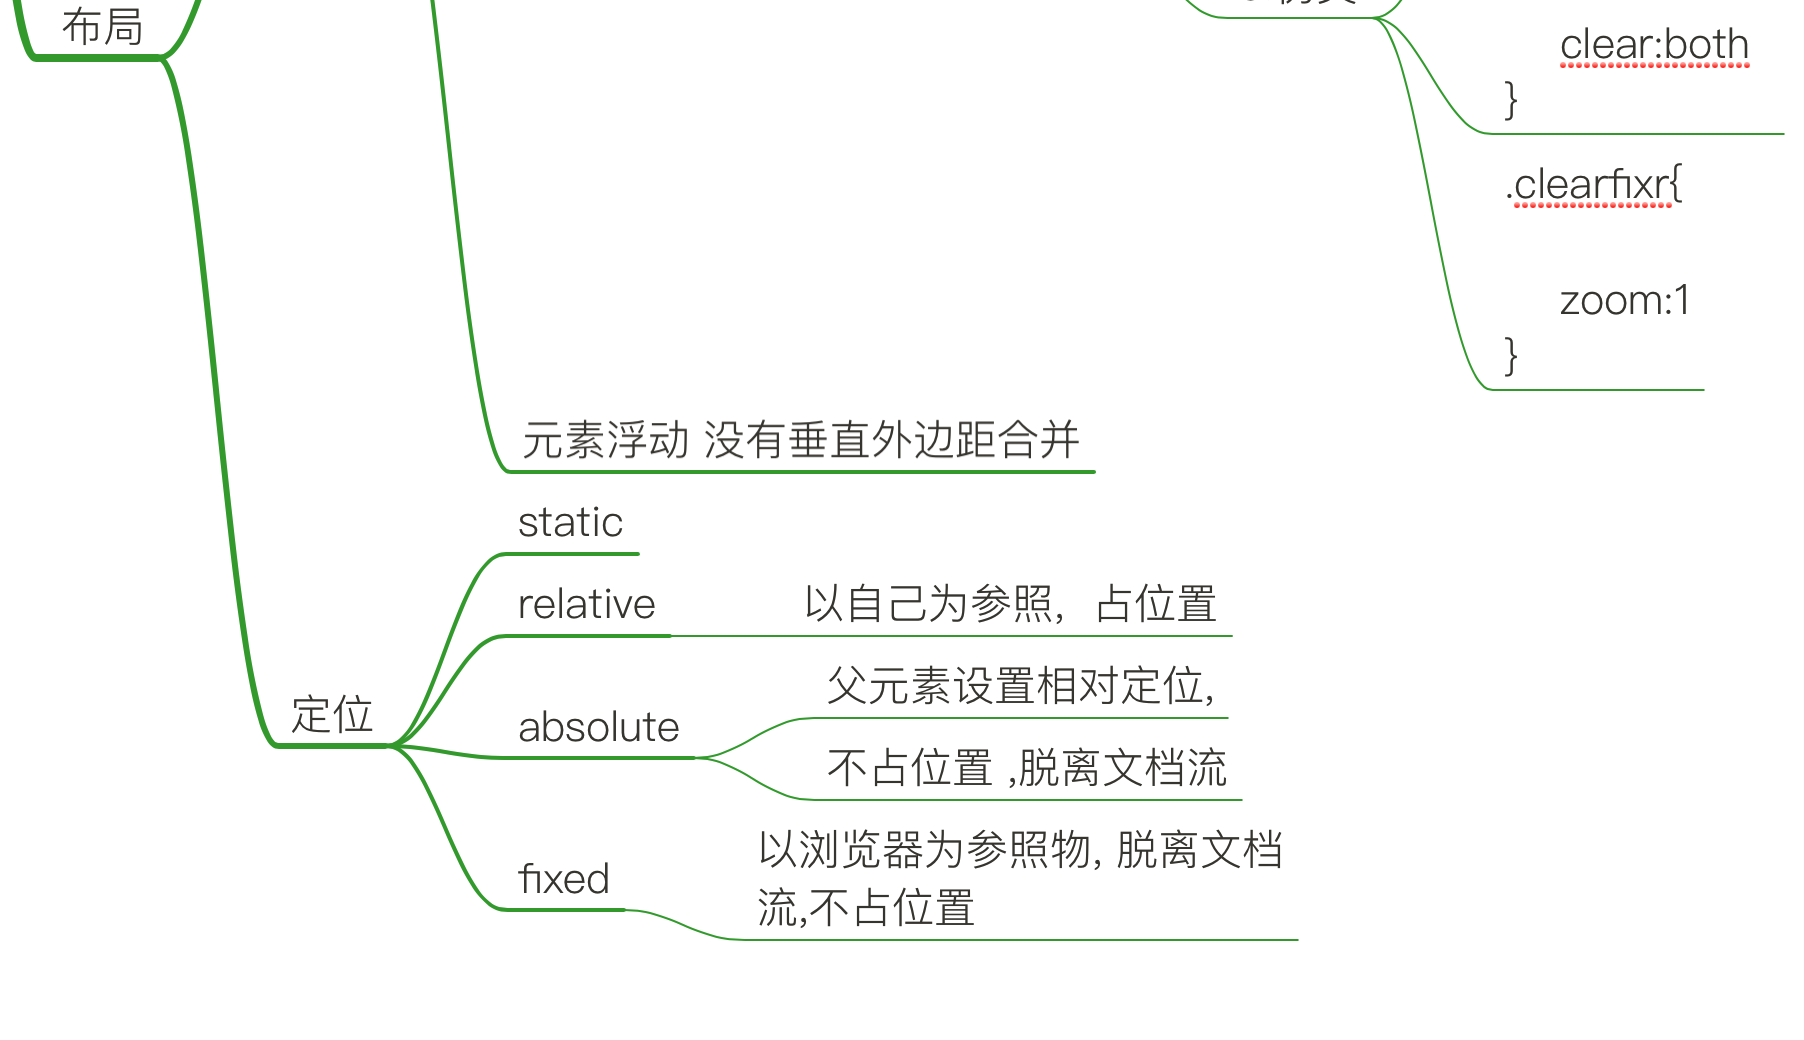 布局
clear:both
}
.clearfixr{
zoom:1
}
元素浮动 没有垂直外边距合并
static
relative
以自己为参照，占位置
定位
absolute
父元素设置相对定位,
不占位置 ,脱离文档流
fixed
以浏览器为参照物, 脱离文档
流,不占位置